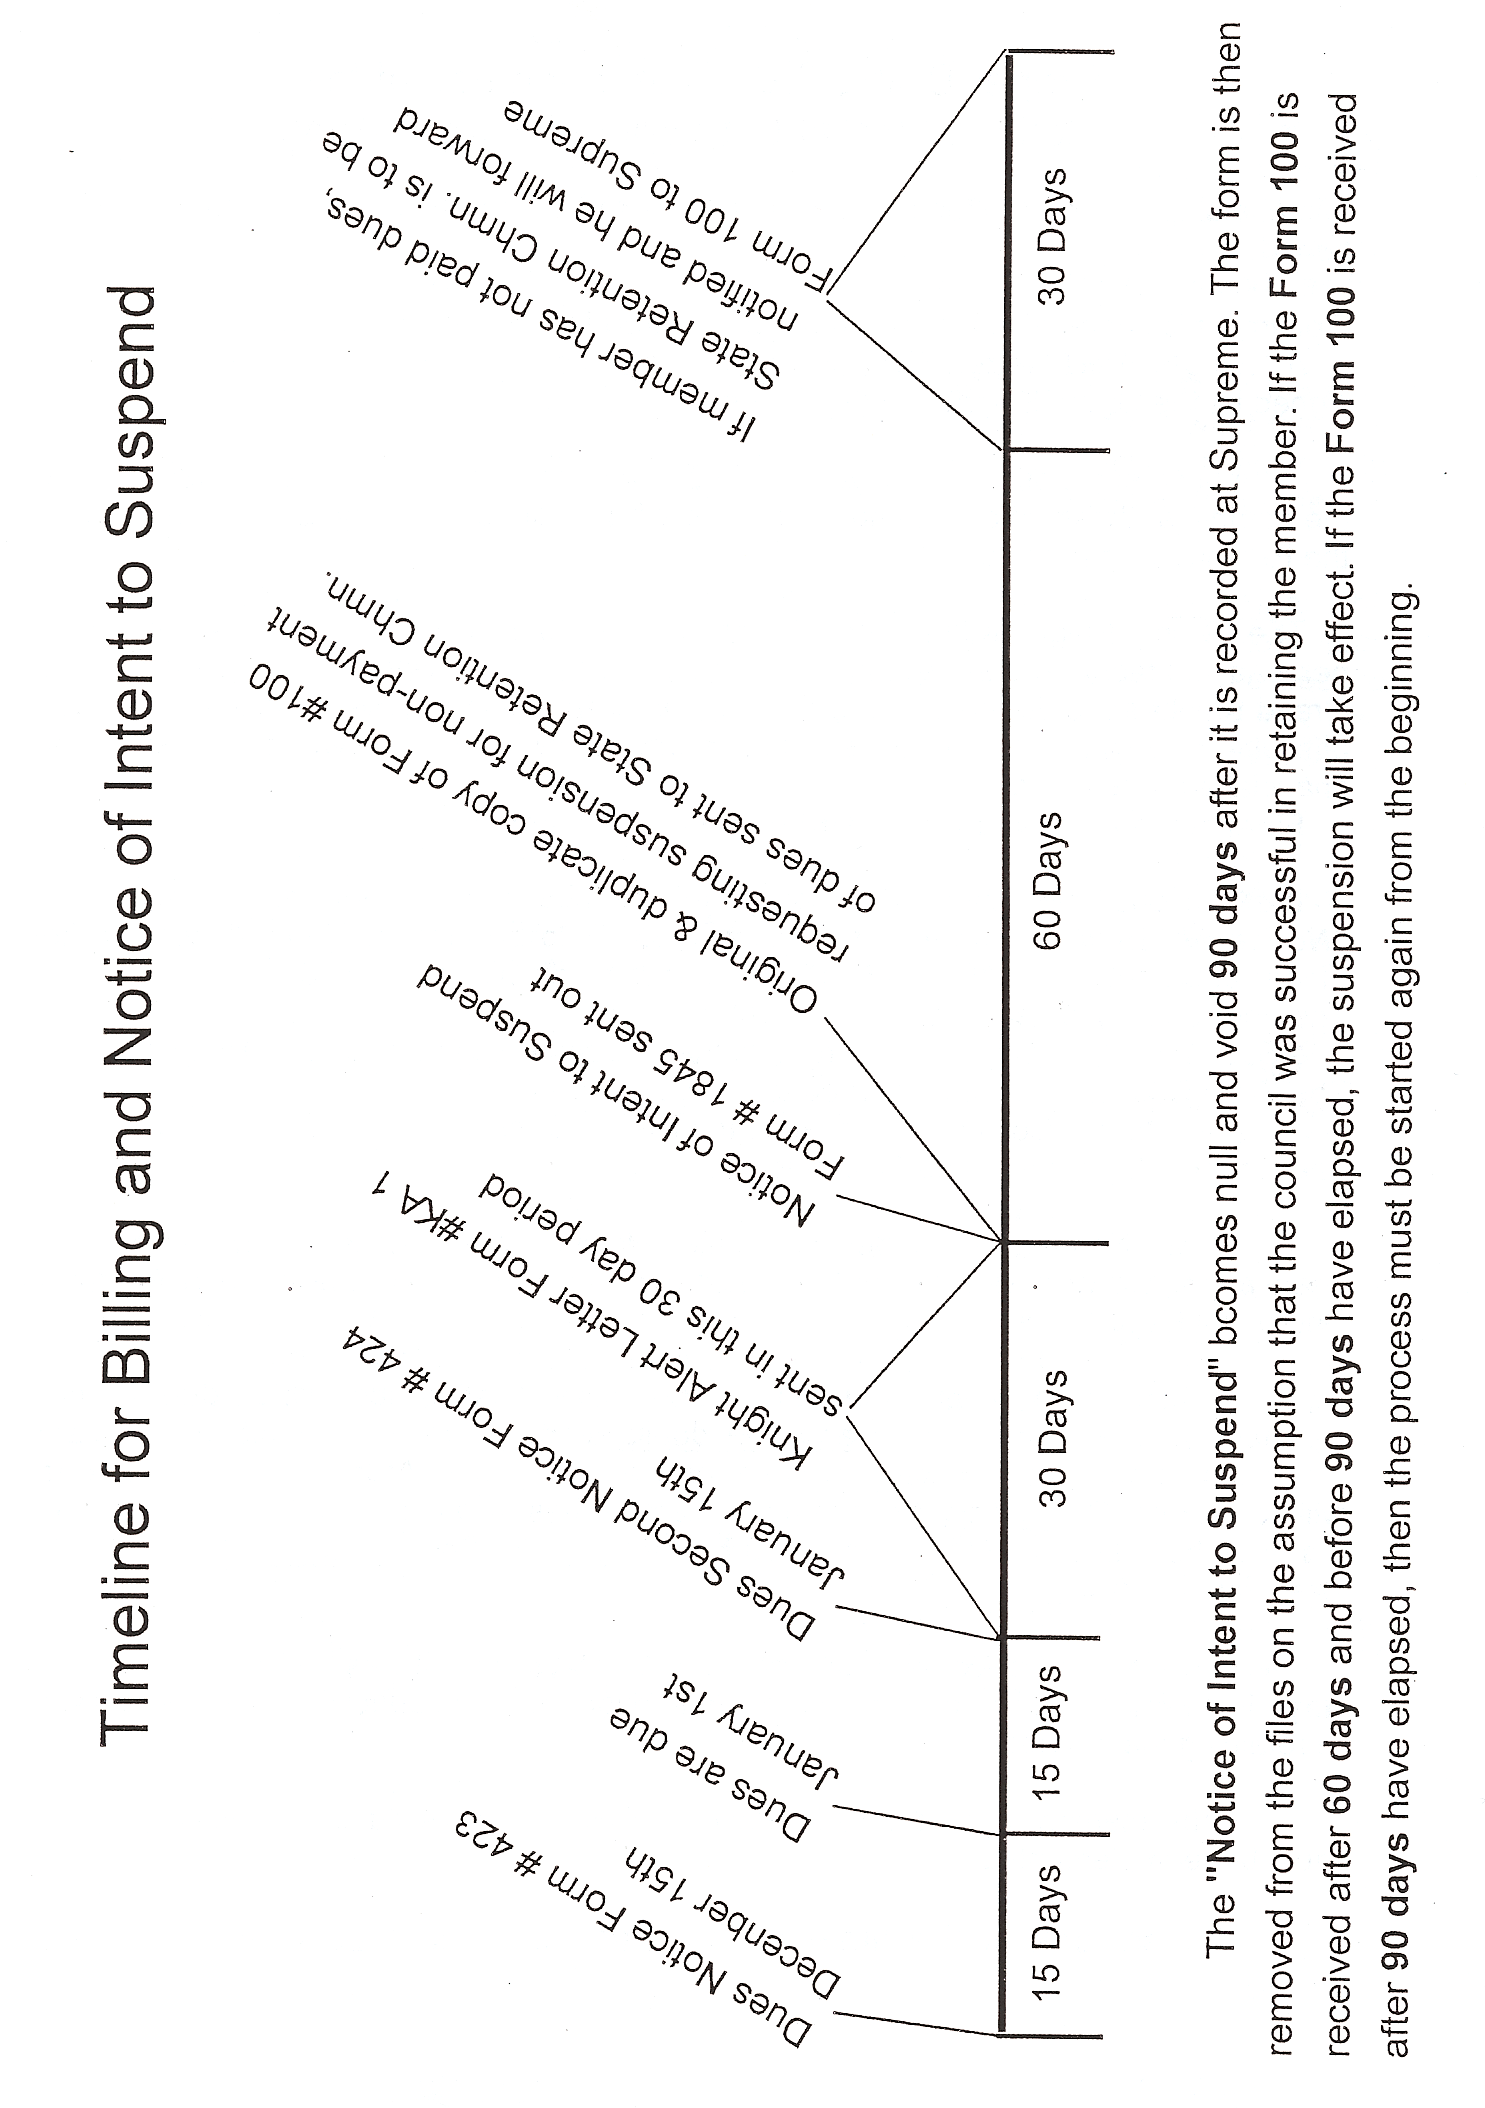 Timeline for Billing and Notice of Intent to Suspend
Dues Notice Form # 423
Decenber 15th
Dues are due
January 1st
Dues Second Notice Form # 424
January 15th
Knight Alert Letter Form #KA 1
sent in this 30 day period
Notice of Intent to Suspend
Form # 1845 sent out
Original & duplicate copy of Form #100
requesting suspension for non-payment
of dues sent to State Retention Chmn.
If member has not paid dues,
State Retention Chmn. is to be
notified and he will forward
Form 100 to Supreme
15 Days
15 Days
30 Days
60 Days
30 Days
The "Notice of Intent to Suspend" bcomes null and void 90 days after it is recorded at Supreme. The form is then
removed from the files on the assumption that the council was successful in retaining the member. If the Form 100 is
received after 60 days and before 90 days have elapsed, the suspension will take effect. If the Form 100 is received
after 90 days have elapsed, then the process must be started again from the beginning.